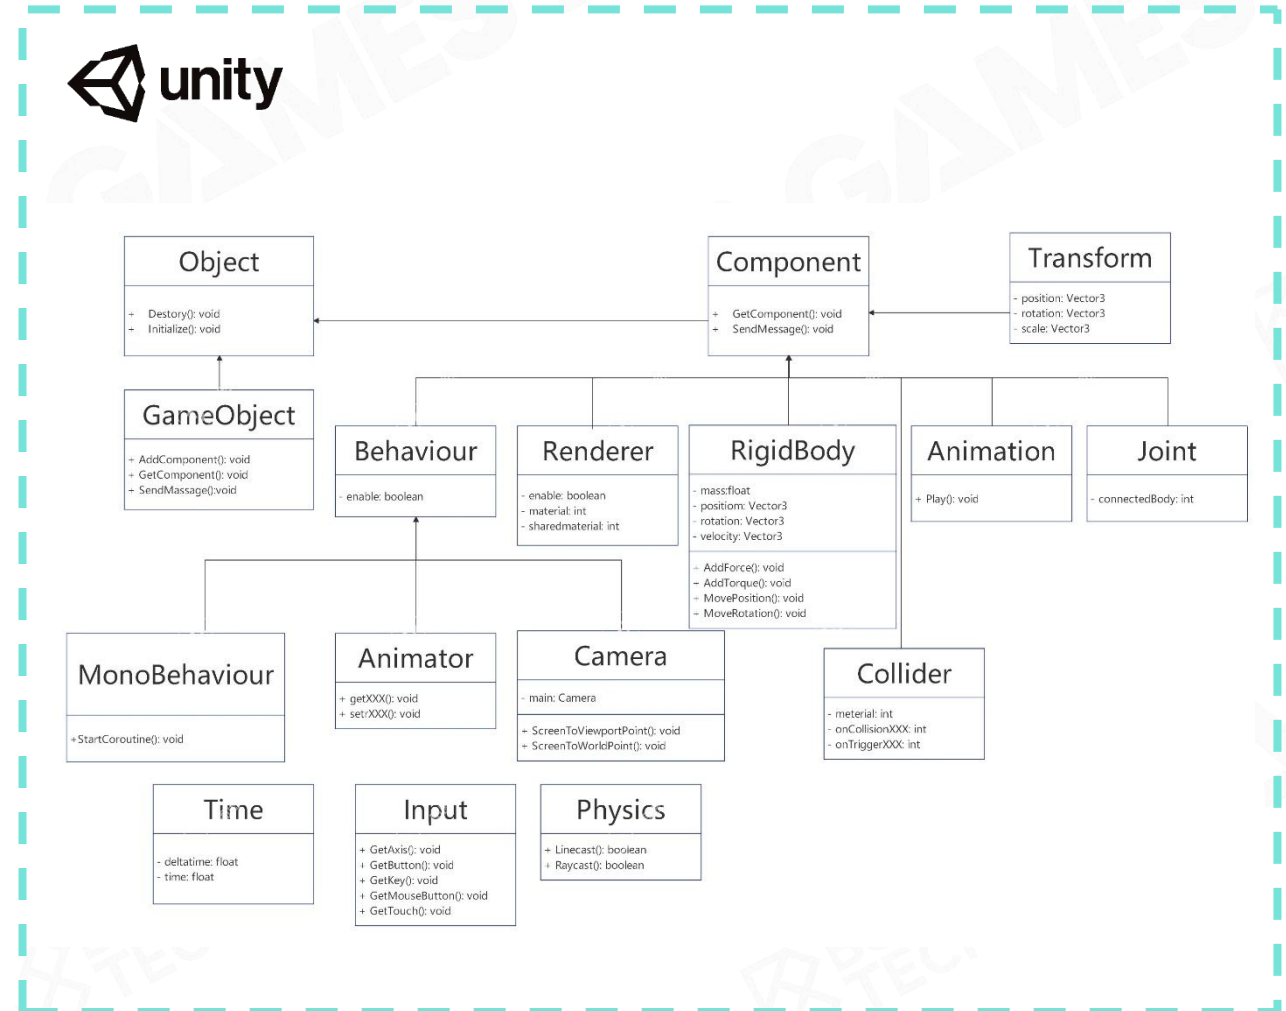 unity
Object
+ Destory(): void
+ Initialize(): void
Component
+ GetComponent(): void
+ SendMessage(): void
Transform
- position: Vector3
- rotation: Vector3
- scale: Vector3
GameObject
+ AddComponent(): void
+ GetComponent(): void
+ SendMassage():void
Behaviour
- enable: boolean
Renderer
- enable: boolean
- material: int
- sharedmaterial: int
RigidBody
- mass:float
- positiom: Vector3
- rotation: Vector3
- velocity: Vector3
+ AddForce(): void
+ AddTorque(): void
+ MovePosition(): void
+ MoveRotation(): void
Animation
+ Play(): void
Joint
- connectedBody: int
MonoBehaviour
+StartCoroutine(): void
Animator
+ getXXX(): void
+ setrXXX(): void
Camera
- main: Camera
+ ScreenToViewportPoint(): void
+ ScreenToWorldPoint(): void
Collider
- meterial: int
- onCollisionXXX: int
- onTriggerXXX: int
Time
- deltatime: float
- time: float
Input
+ GetAxis(): void
+ GetButton(): void
+ GetKey(): void
+ GetMouseButton(): void
+ GetTouch(): void
Physics
+ Linecast(): boolean
+ Raycast(): boolean
GAMES
GAMES